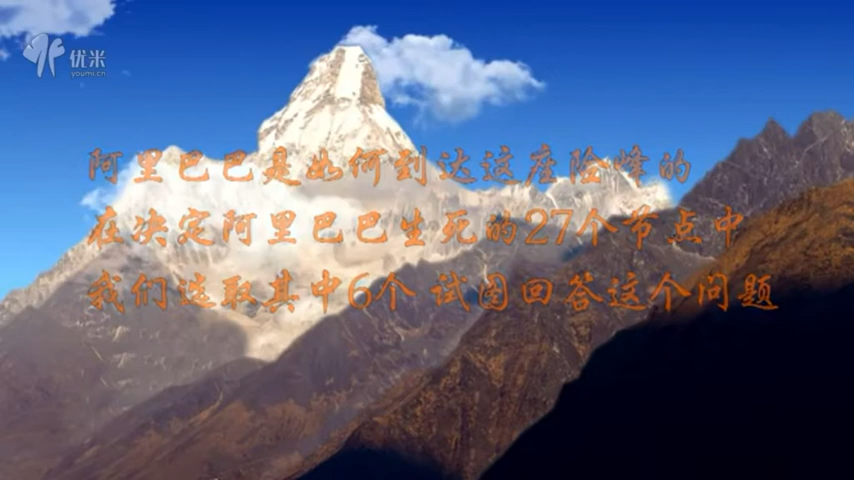 优米
youmi.cn
阿里巴巴是如何到达这座险峰的
在决定阿里巴巴生死的27个节点中
我们选取其中6个 试图回答这个问题